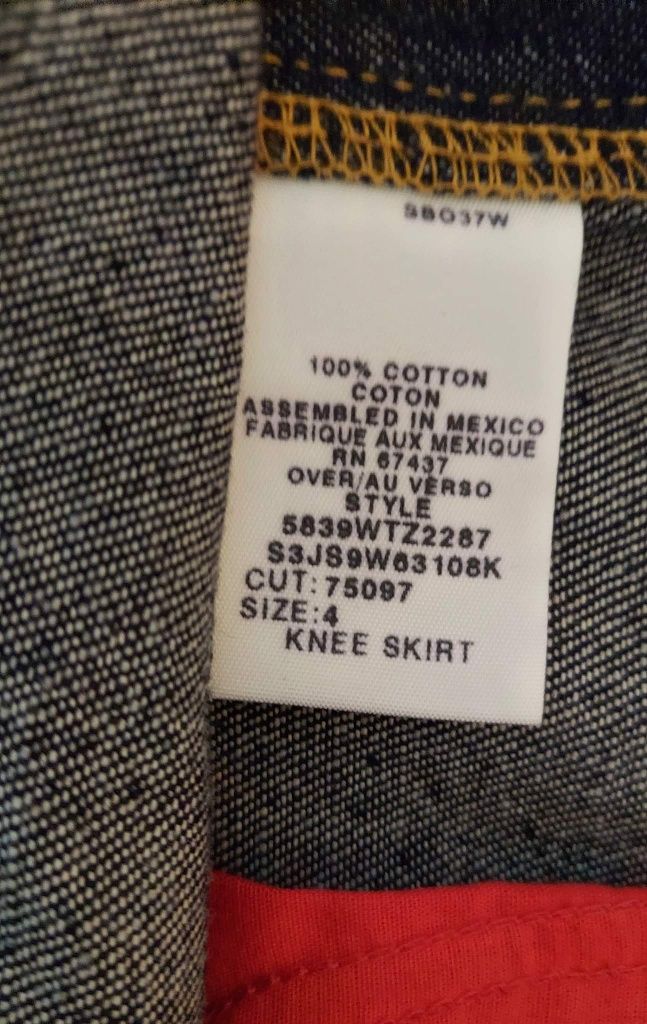 SBO37W
100% COTTON
COTON
ASSEMBLED IN MEXICO
FABRIQUE AUX MEXIQUE
RN 67437
OVER/AU VERSO
STYLE
5839WTZ2287
S3JS9W63108K
CUT: 75097
SIZE:4
KNEE SKIRT